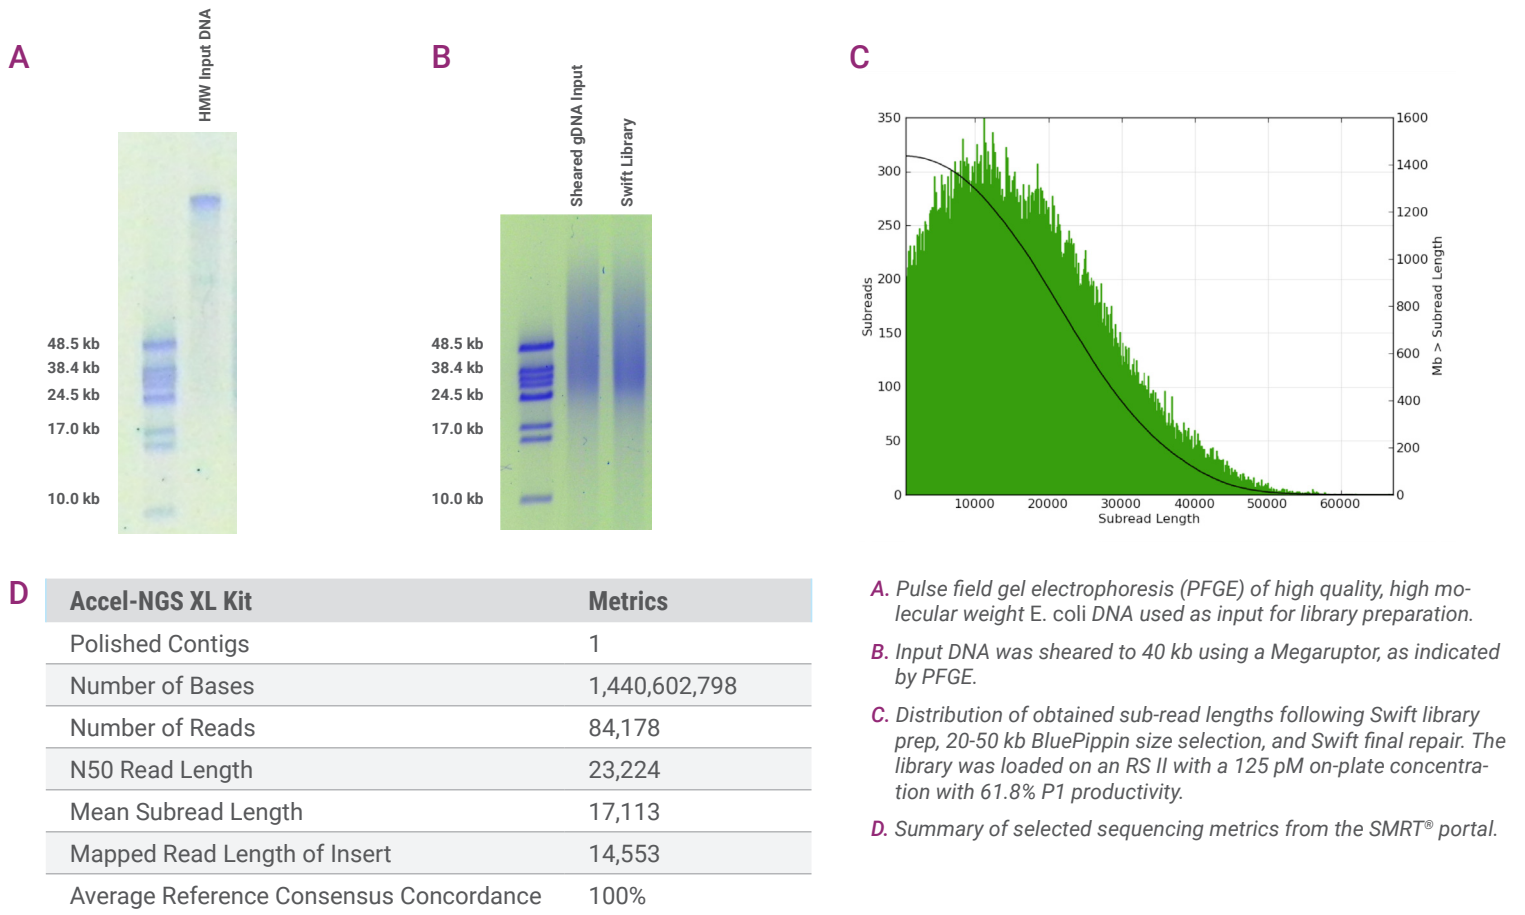 A
HMW Input DNA
48.5 kb
38.4 kb
24.5 kb
17.0 kb
10.0 kb
B
Sheared gDNA Input
Swift Library
48.5 kb
38.4 kb
24.5 kb
17.0 kb
10.0 kb
C
350
300
250
200
150
100
50
0
Subreads
1600
1400
1200
1000
800
600
400
200
0
Mb > Subread Length
10000 20000 30000 40000 50000 60000
Subread Length
D
Accel-NGS XL Kit Metrics
Polished Contigs 1
Number of Bases 1,440,602,798
Number of Reads 84,178
N50 Read Length 23,224
Mean Subread Length 17,113
Mapped Read Length of Insert 14,553
Average Reference Consensus Concordance 100%
A. Pulse field gel electrophoresis (PFGE) of high quality, high mo-
lecular weight E. coli DNA used as input for library preparation.
B. Input DNA was sheared to 40 kb using a Megaruptor, as indicated
by PFGE.
C. Distribution of obtained sub-read lengths following Swift library
prep, 20-50 kb BluePippin size selection, and Swift final repair. The
library was loaded on an RS II with a 125 pM on-plate concentra-
tion with 61.8% P1 productivity.
D. Summary of selected sequencing metrics from the SMRT® portal.